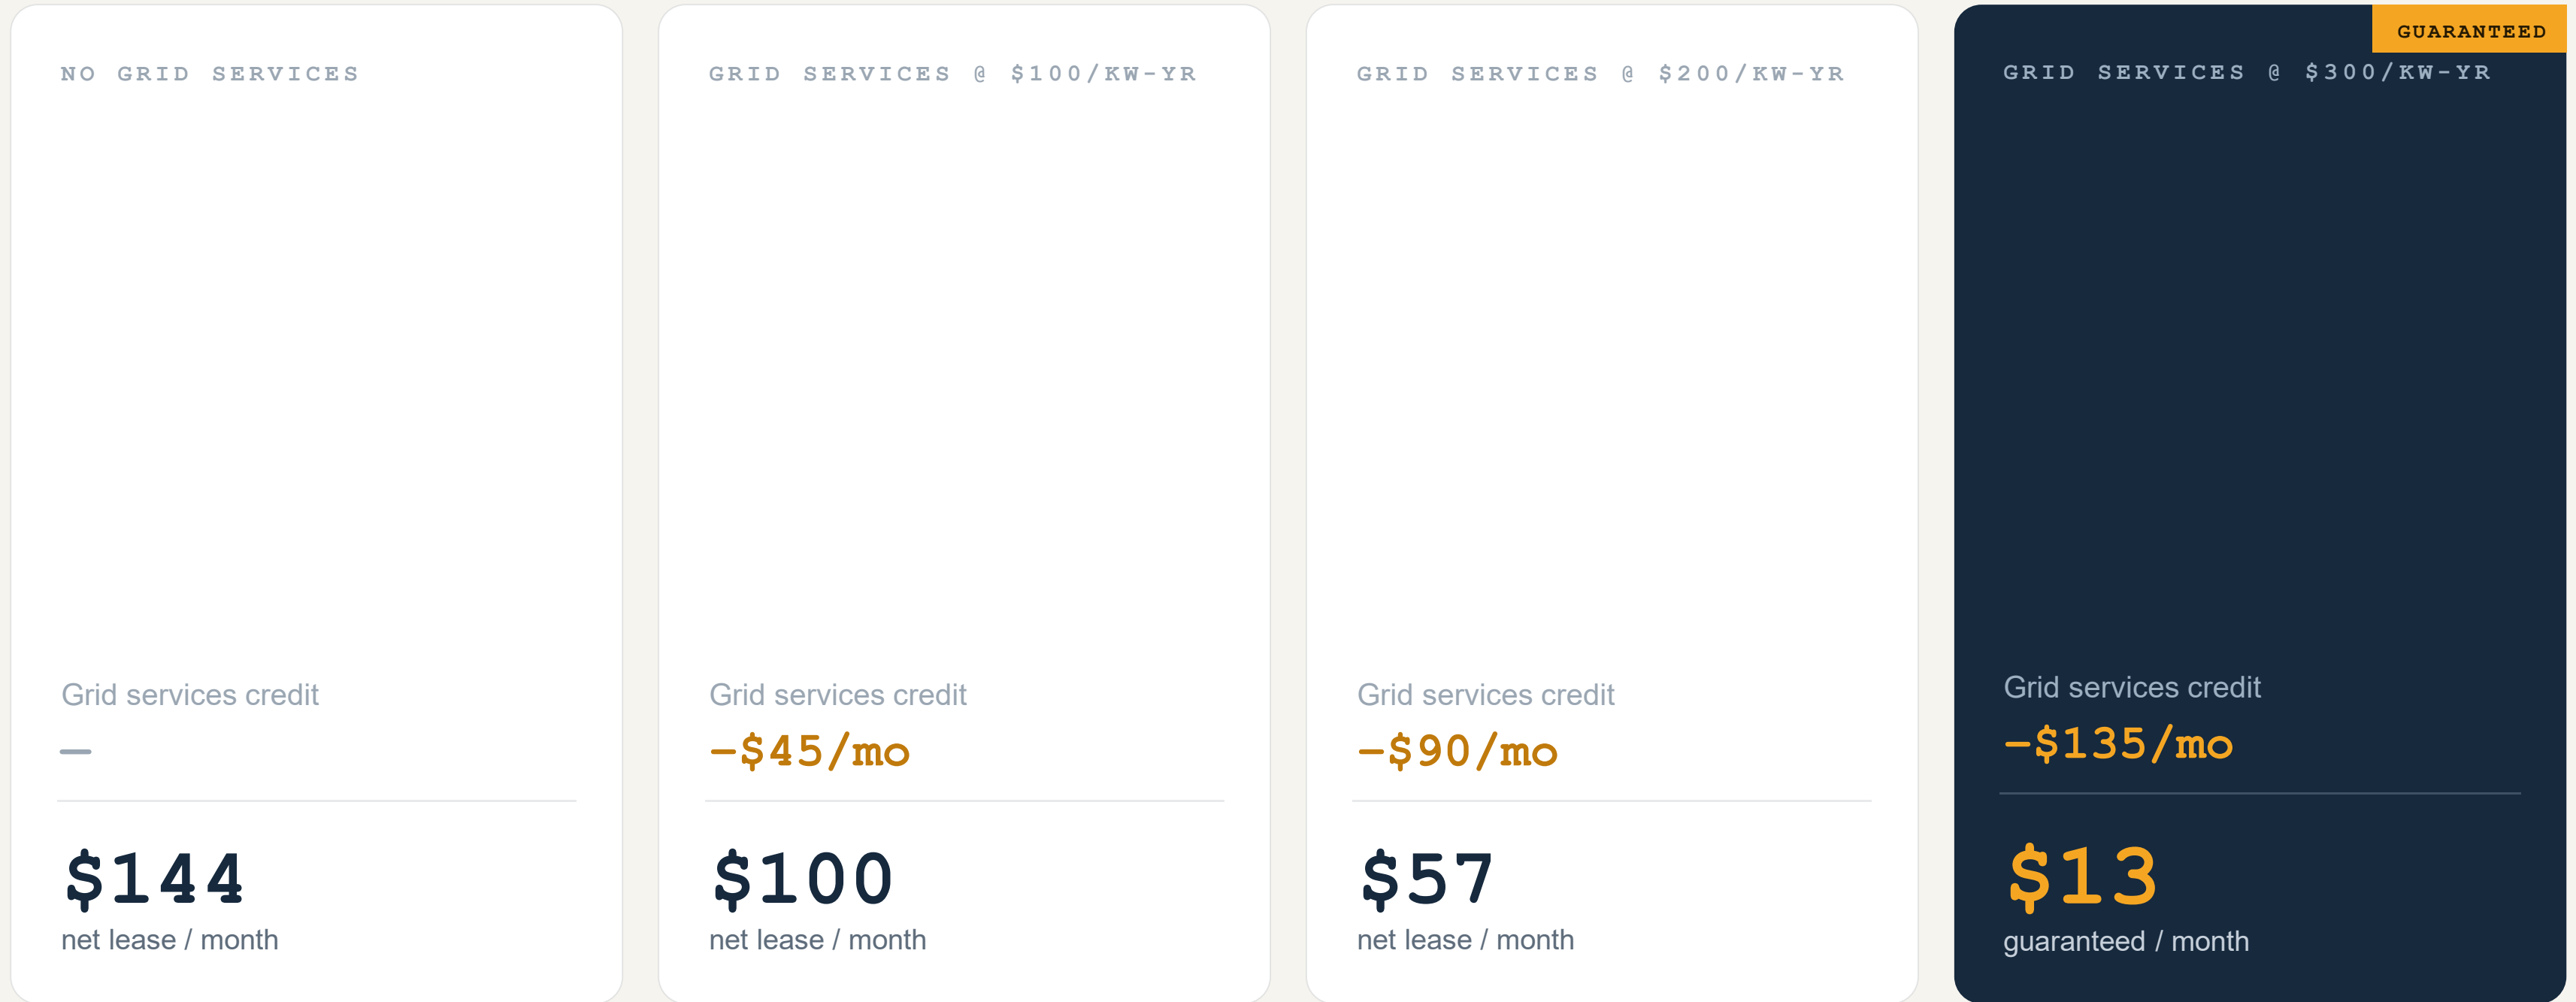 NO GRID SERVICES
Grid services credit
—
$144
net lease / month
GRID SERVICES @ $100/KW-YR
Grid services credit
−$45/mo
$100
net lease / month
GRID SERVICES @ $200/KW-YR
Grid services credit
−$90/mo
$57
net lease / month
GUARANTEED
GRID SERVICES @ $300/KW-YR
Grid services credit
−$135/mo
$13
guaranteed / month